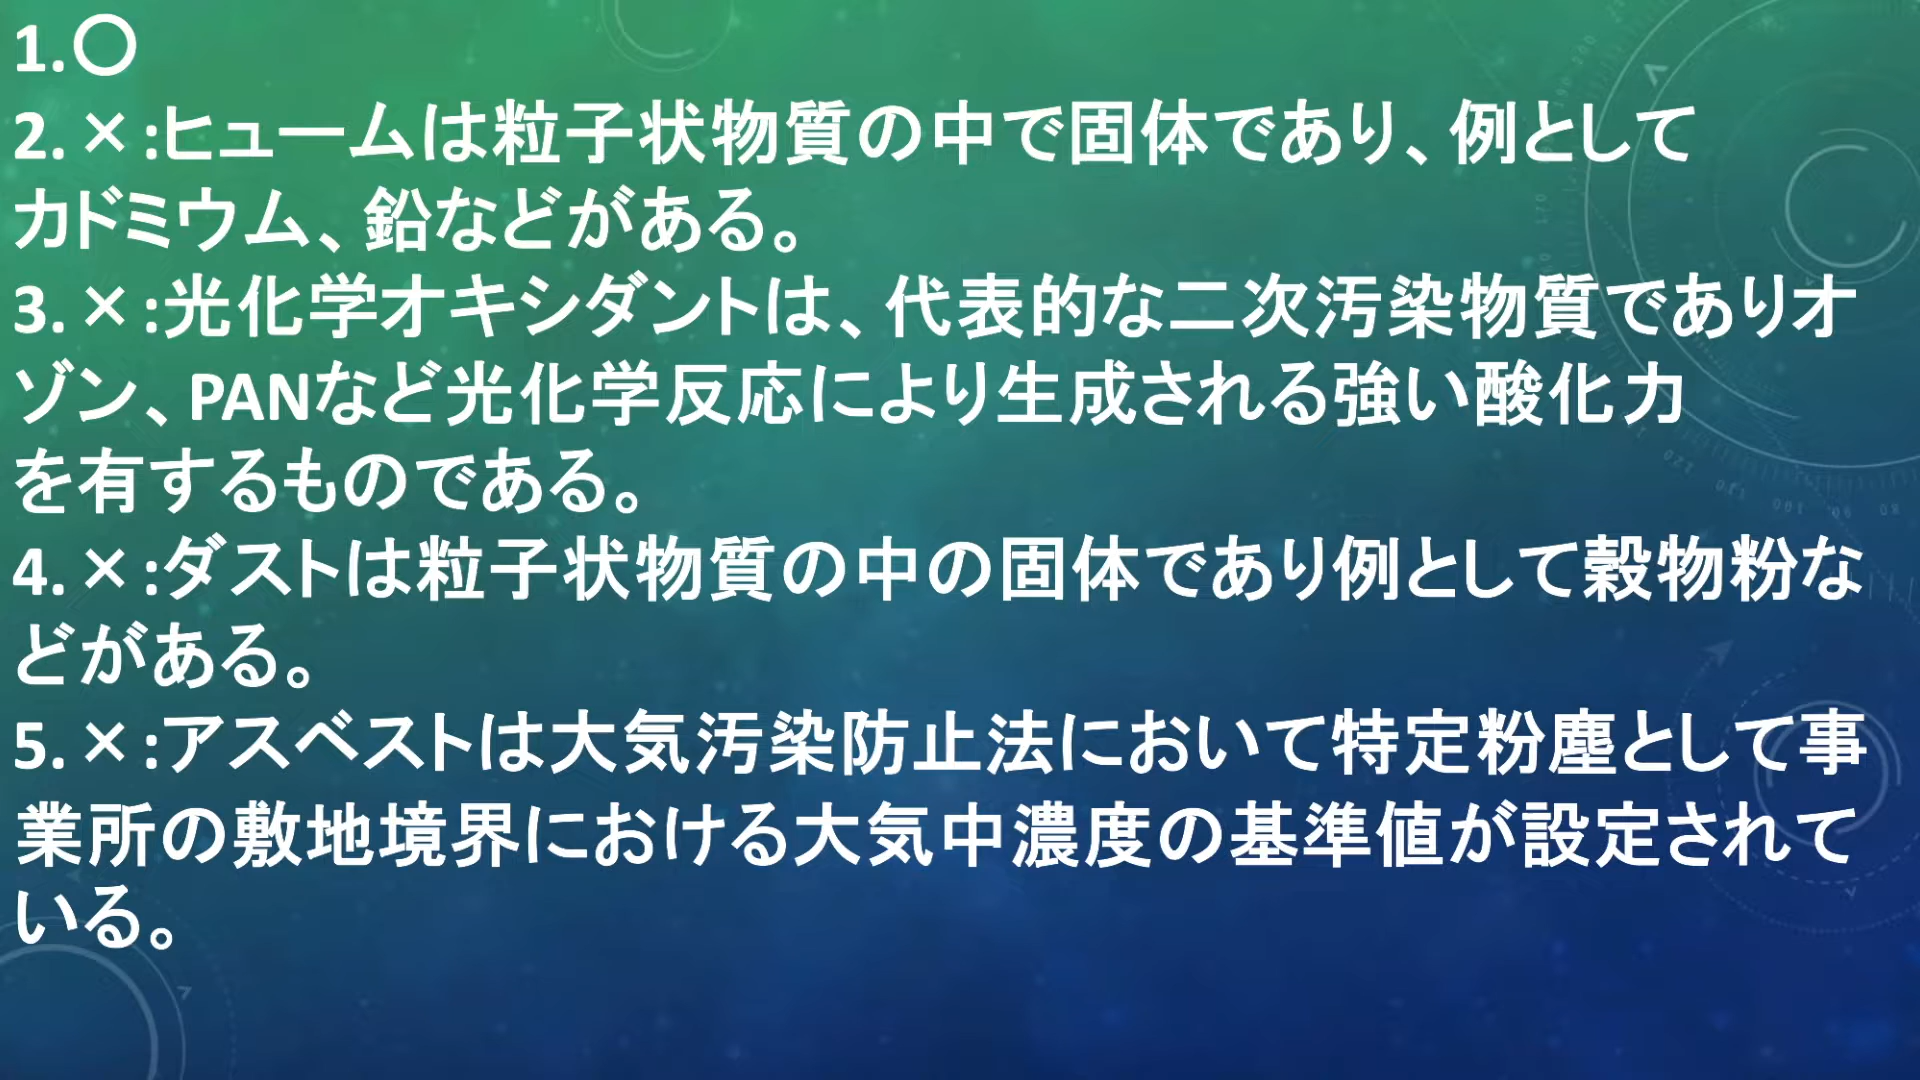 1.〇
2.×:ヒュームは粒子状物質の中で固体であり、例として
カドミウム、鉛などがある。
3.×:光化学オキシダントは、代表的な二次汚染物質でありオ
ゾン、PANなど光化学反応により生成される強い酸化力
を有するものである。
4.×:ダストは粒子状物質の中の固体であり例として穀物粉な
どがある。
5.×:アスベストは大気汚染防止法において特定粉塵として事
業所の敷地境界における大気中濃度の基準値が設定されて
いる。